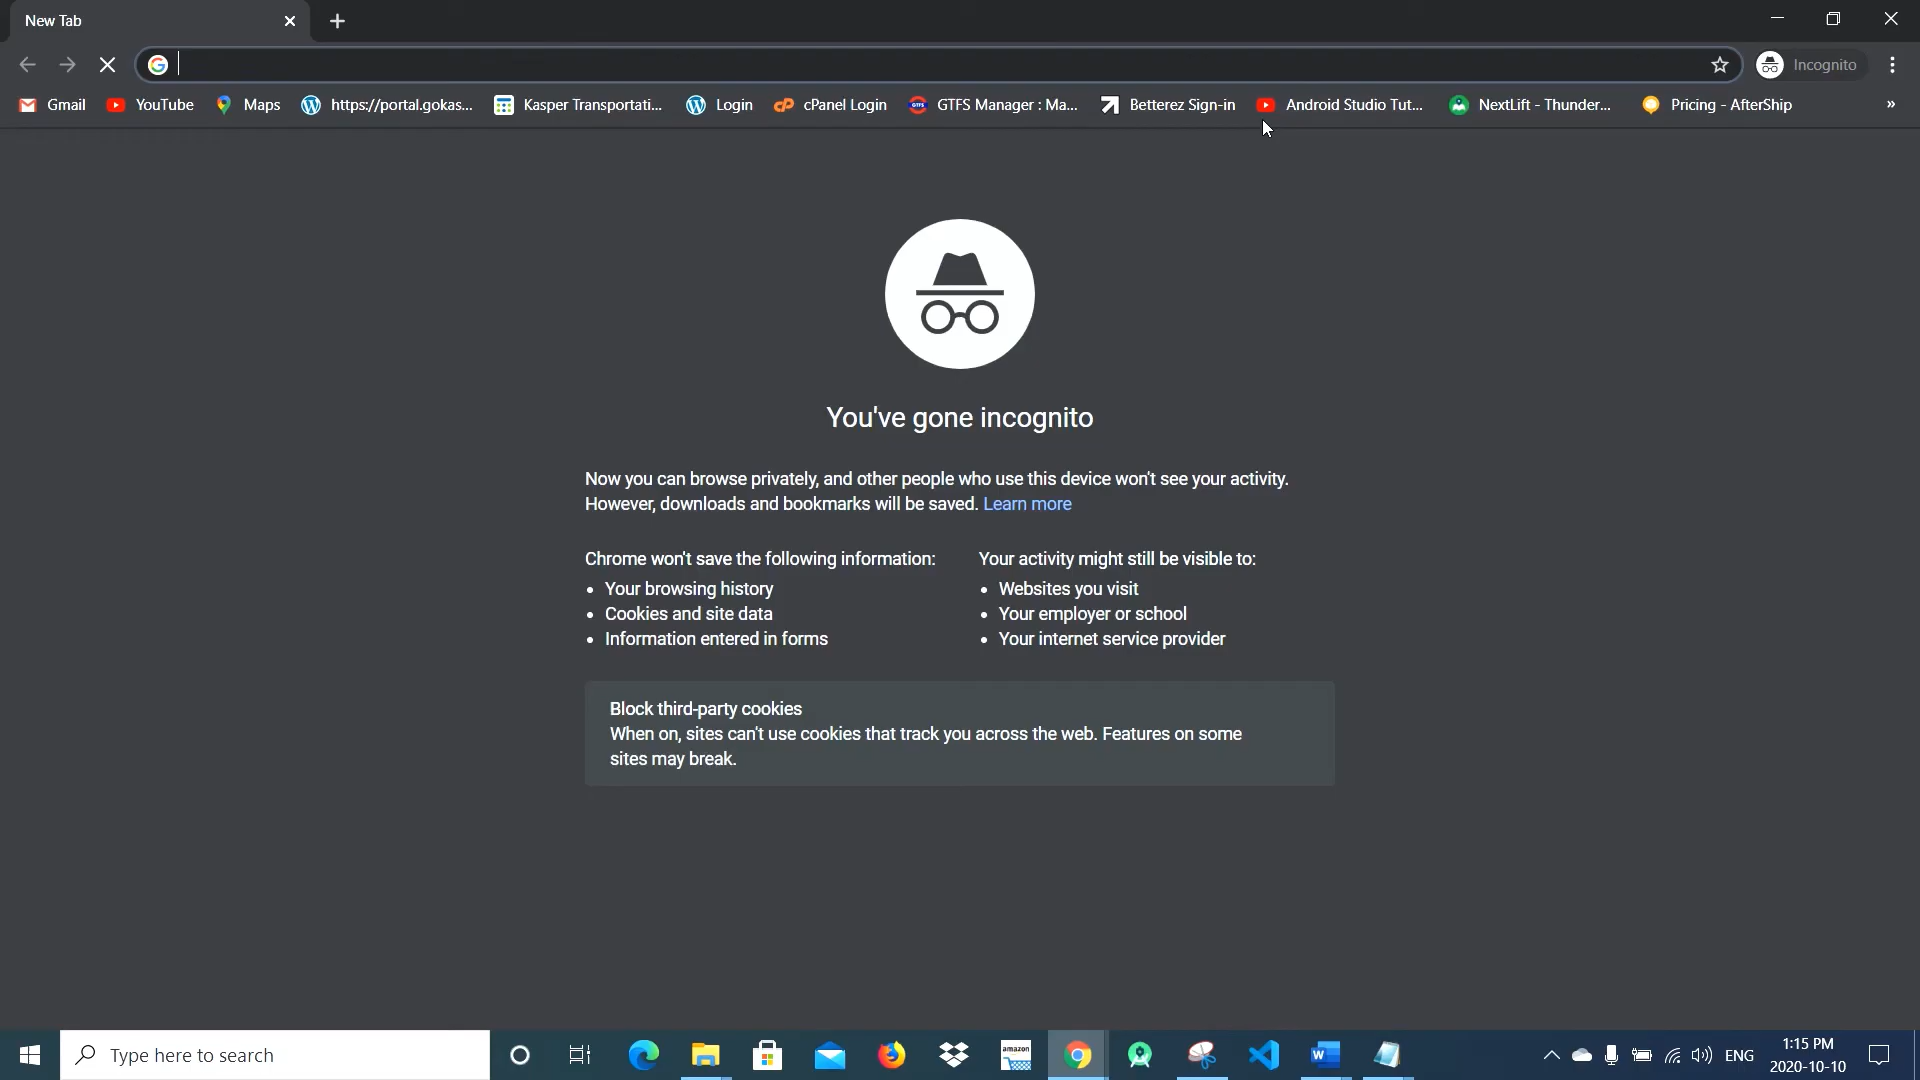 New Tab
Incognito
Gmail YouTube Maps https://portal.gokas... Kasper Transportati... Login cPanel Login GTFS Manager : Ma... Betterez Sign-in Android Studio Tut... NextLift - Thunder... Pricing - AfterShip »
You've gone incognito
Now you can browse privately, and other people who use this device won't see your activity.
However, downloads and bookmarks will be saved. Learn more
Chrome won't save the following information:
• Your browsing history
• Cookies and site data
• Information entered in forms
Your activity might still be visible to:
• Websites you visit
• Your employer or school
• Your internet service provider
Block third-party cookies
When on, sites can't use cookies that track you across the web. Features on some
sites may break.
Type here to search
amazon
ENG
1:15 PM
2020-10-10